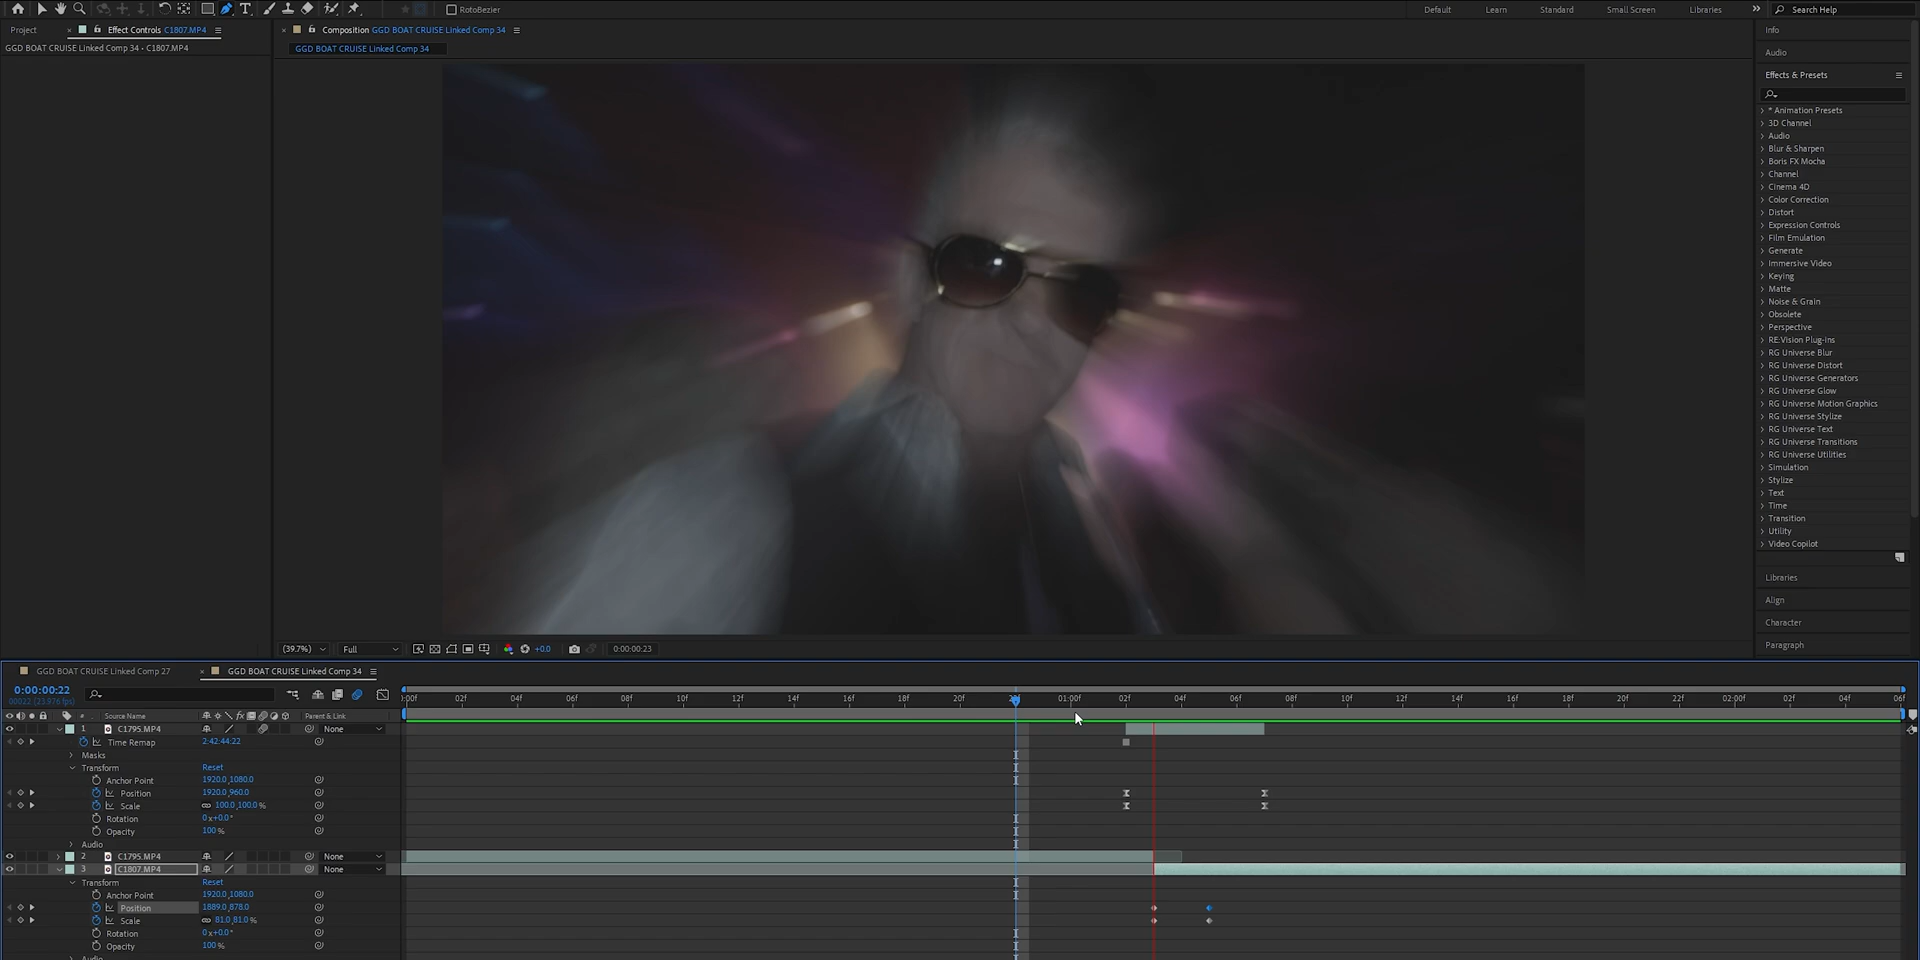 RotoBezier
Default
Learn
Standard
Small Screen
Libraries
Search Help
Project
Effect Controls C1807.MP4
Composition GGD BOAT CRUISE Linked Comp 34
Info
GGD BOAT CRUISE Linked Comp 34 • C1807.MP4
GGD BOAT CRUISE Linked Comp 34
Audio
Effects & Presets
* Animation Presets
3D Channel
Audio
Blur & Sharpen
Boris FX Mocha
Channel
Cinema 4D
Color Correction
Distort
Expression Controls
Film Emulation
Generate
Immersive Video
Keying
Matte
Noise & Grain
Obsolete
Perspective
RE:Vision Plug-ins
RG Universe Blur
RG Universe Distort
RG Universe Generators
RG Universe Glow
RG Universe Motion Graphics
RG Universe Stylize
RG Universe Text
RG Universe Transitions
RG Universe Utilities
Simulation
Stylize
Text
Time
Transition
Utility
Video Copilot
Libraries
Align
Character
Paragraph
(39.7%)
Full
+0.0
0:00:00:23
GGD BOAT CRUISE Linked Comp 27
GGD BOAT CRUISE Linked Comp 34
0:00:00:22
00022 (23.976 fps)
:00f 02f 04f 06f 08f 10f 12f 14f 16f 18f 20f 01:00f 02f 04f 06f 08f 10f 12f 14f 16f 18f 20f 22f 02:00f 02f 04f 06f
# Source Name
Parent & Link
1 C1795.MP4 None
Time Remap 2:42:44:22
Masks
Transform Reset
Anchor Point 1920.0,1080.0
Position 1920.0,960.0
Scale 100.0,100.0%
Rotation 0x+0.0°
Opacity 100%
Audio
2 C1795.MP4 None
3 C1807.MP4 None
Transform Reset
Anchor Point 1920.0,1080.0
Position 1889.0,878.0
Scale 81.0,81.0%
Rotation 0x+0.0°
Opacity 100%